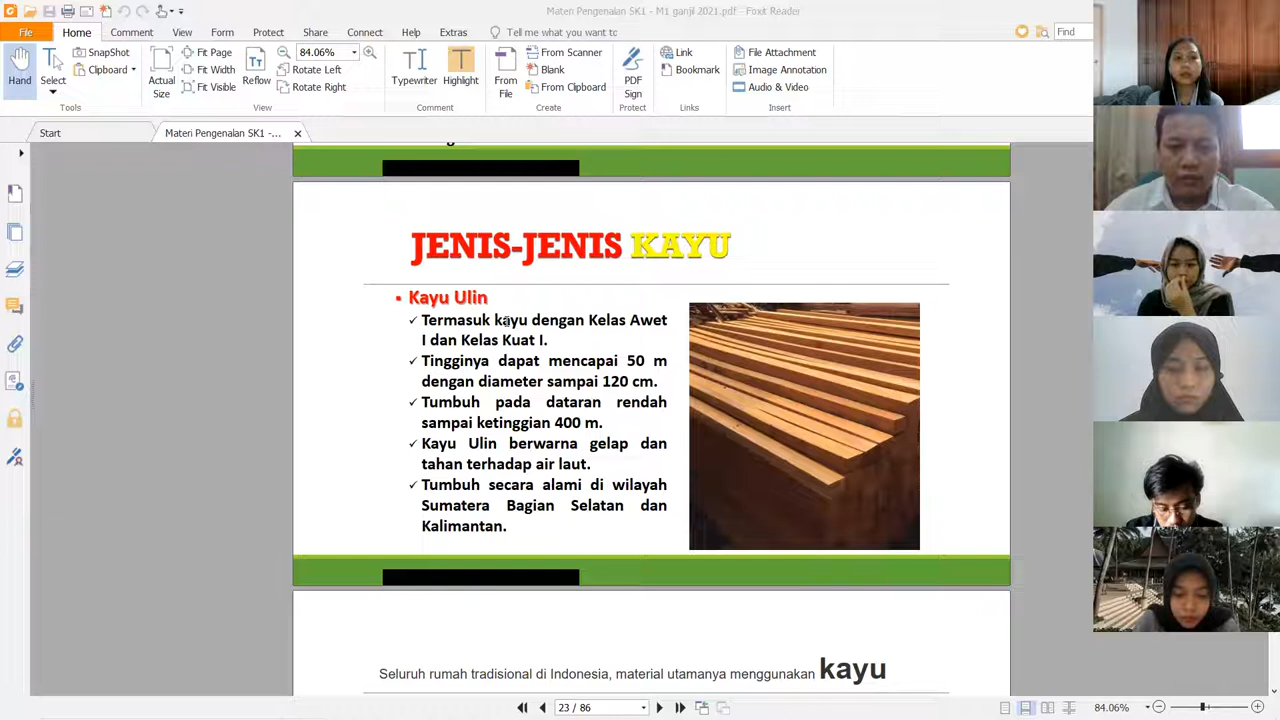 Materi Pengenalan SK1 - M1 ganjil 2021.pdf - Foxit Reader
File Home Comment View Form Protect Share Connect Help Extras Tell me what you want to Find
Hand
Select
SnapShot
Clipboard
Actual Size
Fit Page
Fit Width
Fit Visible
Reflow
84.06%
Rotate Left
Rotate Right
Typewriter
Highlight
From File
From Scanner
Blank
From Clipboard
PDF Sign
Link
Bookmark
File Attachment
Image Annotation
Audio & Video
Tools View Comment Create Protect Links Insert
Start Materi Pengenalan SK1 -...
JENIS-JENIS KAYU
• Kayu Ulin
✓ Termasuk kayu dengan Kelas Awet
I dan Kelas Kuat I.
✓ Tingginya dapat mencapai 50 m
dengan diameter sampai 120 cm.
✓ Tumbuh pada dataran rendah
sampai ketinggian 400 m.
✓ Kayu Ulin berwarna gelap dan
tahan terhadap air laut.
✓ Tumbuh secara alami di wilayah
Sumatera Bagian Selatan dan
Kalimantan.
Seluruh rumah tradisional di Indonesia, material utamanya menggunakan kayu
23 / 86
84.06%